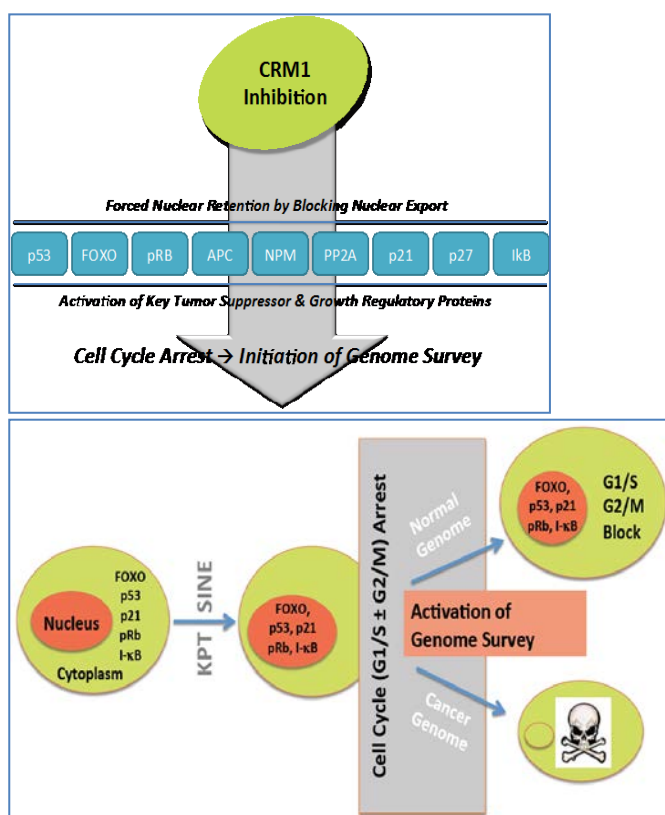 CRM1
Inhibition
Forced Nuclear Retention by Blocking Nuclear Export
p53 FOXO pRB APC NPM PP2A p21 p27 IkB
Activation of Key Tumor Suppressor & Growth Regulatory Proteins
Cell Cycle Arrest → Initiation of Genome Survey
FOXO
p53
p21
pRb
I-κB
Nucleus
Cytoplasm
KPT SINE
FOXO,
p53, p21
pRb, I-κB
Cell Cycle (G1/S ± G2/M) Arrest
Normal
Genome
Activation of
Genome Survey
Cancer
Genome
FOXO,
p53, p21
pRb, I-κB
G1/S
G2/M
Block